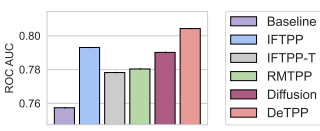 ROC AUC
0.80
0.78
0.76
Baseline
IFTPP
IFTPP-T
RMTPP
Diffusion
DeTPP